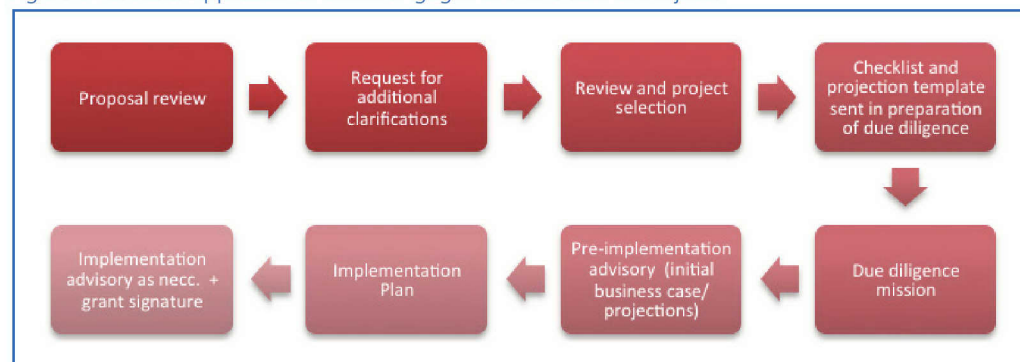 Proposal review
Request for
additional
clarifications
Review and project
selection
Checklist and
projection template
sent in preparation
of due diligence
Due diligence
mission
Pre-implementation
advisory (initial
business case/
projections)
Implementation
Plan
Implementation
advisory as necc. +
grant signature